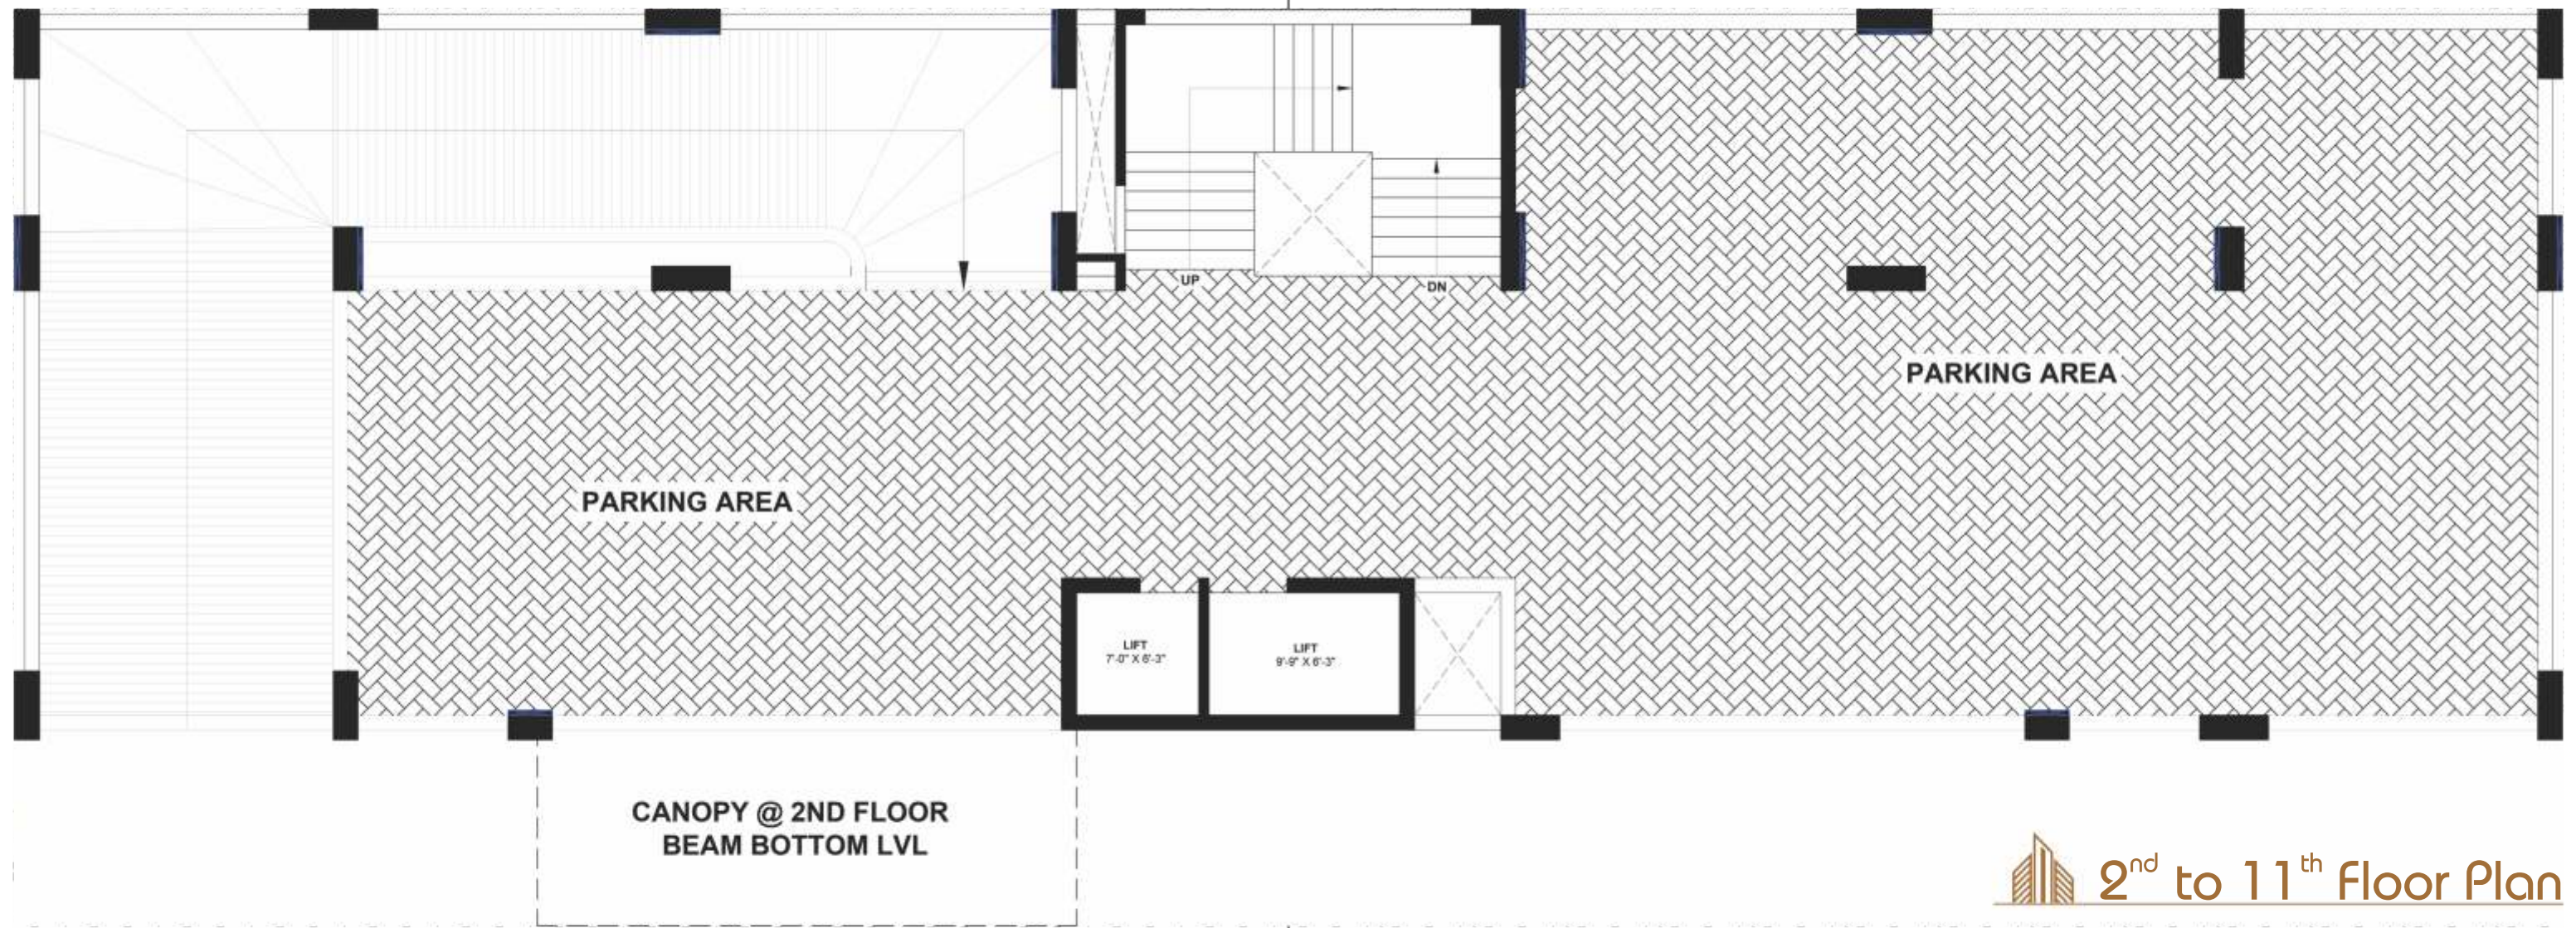 UP
DN
PARKING AREA
PARKING AREA
LIFT
7'-0" X 6'-3"
LIFT
9'-9" X 6'-3"
CANOPY @ 2ND FLOOR
BEAM BOTTOM LVL
2nd to 11th Floor Plan